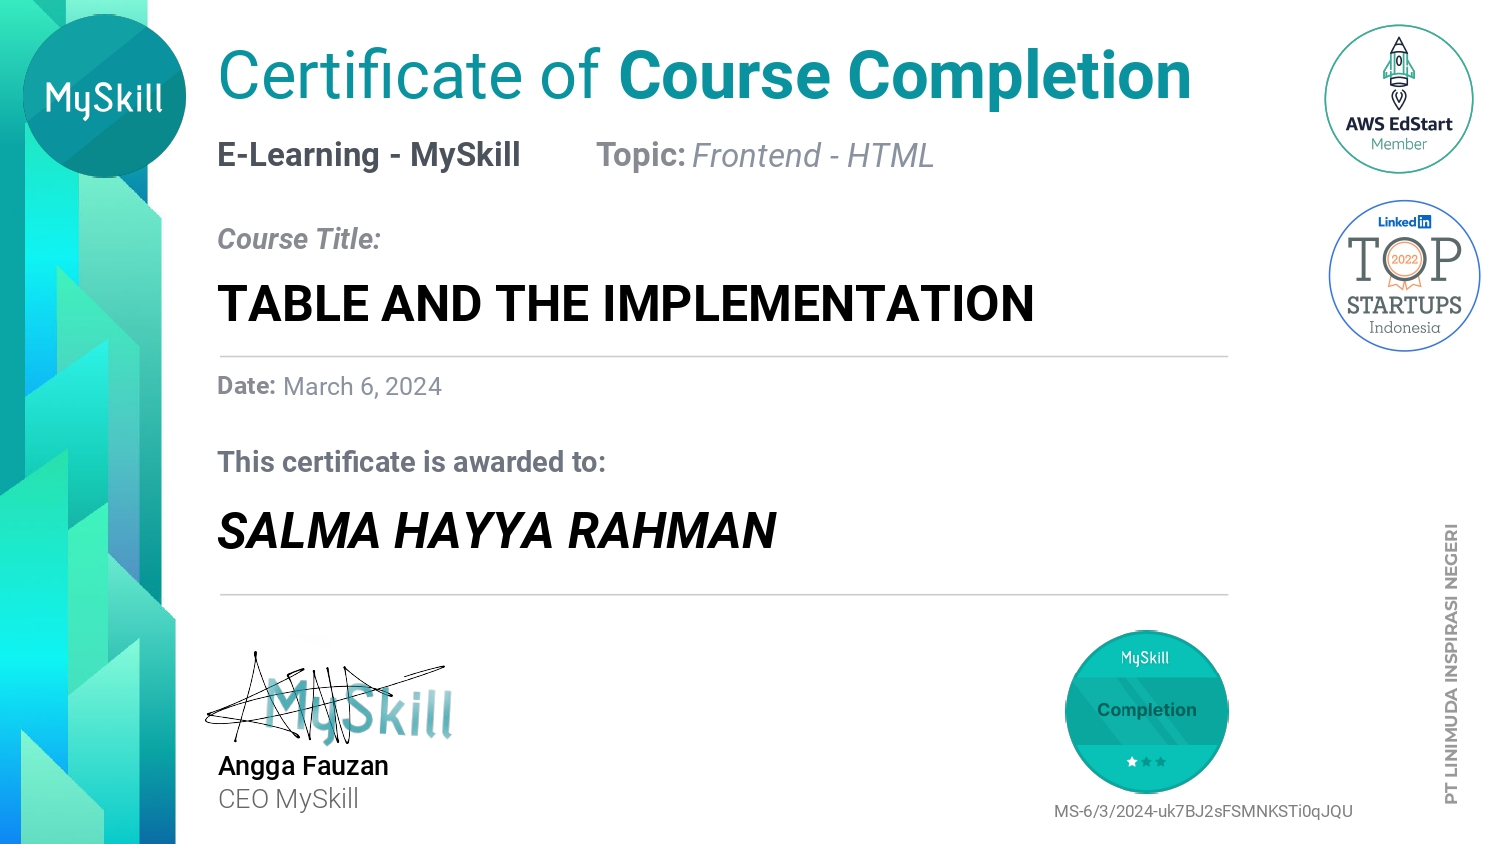 MySkill
Certificate of Course Completion
E-Learning - MySkill Topic: Frontend - HTML
AWS EdStart
Member
LinkedIn
TOP
2022
STARTUPS
Indonesia
Course Title:
TABLE AND THE IMPLEMENTATION
Date: March 6, 2024
This certificate is awarded to:
SALMA HAYYA RAHMAN
MySkill
Angga Fauzan
CEO MySkill
MySkill
Completion
MS-6/3/2024-uk7BJ2sFSMNKSTi0qJQU
PT LINIMUDA INSPIRASI NEGERI